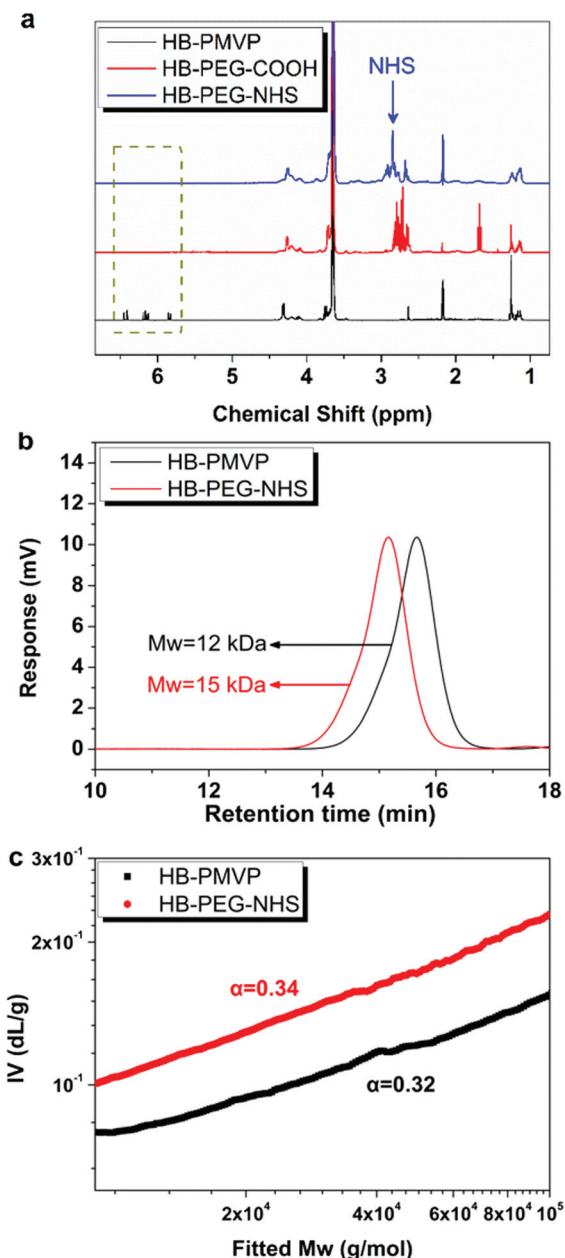 a
HB-PMVP
HB-PEG-COOH
HB-PEG-NHS
NHS
6 5 4 3 2 1
Chemical Shift (ppm)
b
HB-PMVP
HB-PEG-NHS
14
12
10
8
6
4
2
0
Response (mV)
Mw=12 kDa
Mw=15 kDa
10 12 14 16 18
Retention time (min)
c
HB-PMVP
HB-PEG-NHS
3x10⁻¹
2x10⁻¹
10⁻¹
IV (dL/g)
α=0.34
α=0.32
2x10⁴ 4x10⁴ 6x10⁴ 8x10⁴ 10⁵
Fitted Mw (g/mol)